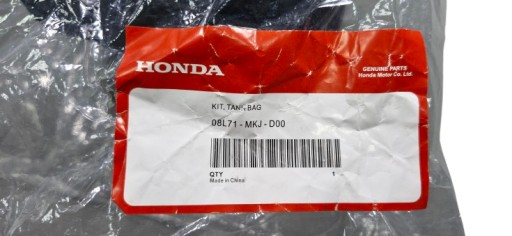 HONDA
GENUINE PARTS
Honda Motor Co. Ltd.
KIT, TANK BAG
08L71-MKJ-D00
QTY 1
Made in China